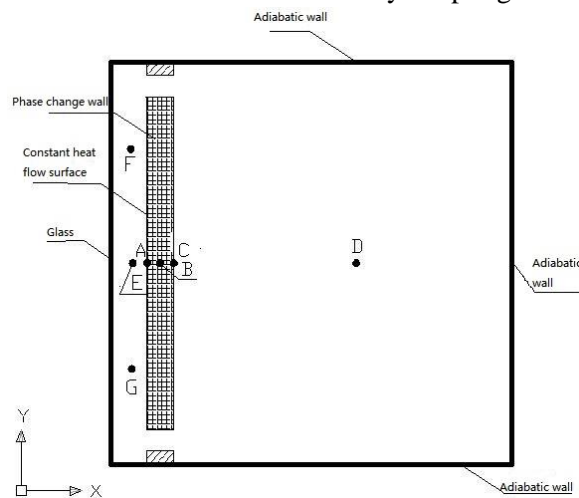 Adiabatic wall
Phase change wall
F
Constant heat
flow surface
Glass
A
C
D
B
E
Adiabatic
wall
G
Y
X
Adiabatic wall